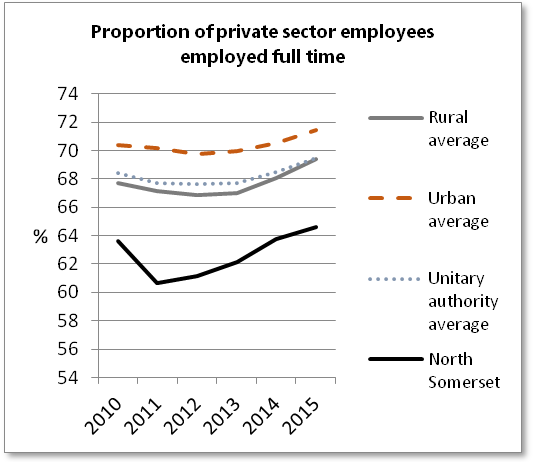 Proportion of private sector employees
employed full time
74
72
70
68
66
64
62
60
58
56
54
%
2010
2011
2012
2013
2014
2015
Rural
average
Urban
average
Unitary
authority
average
North
Somerset